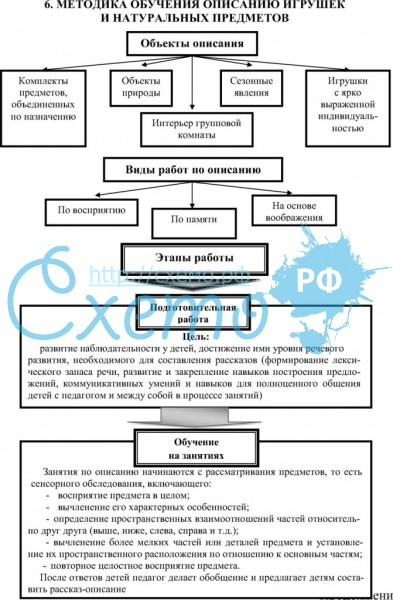 6. МЕТОДИКА ОБУЧЕНИЯ ОПИСАНИЮ ИГРУШЕК
И НАТУРАЛЬНЫХ ПРЕДМЕТОВ
Объекты описания
Комплекты
предметов,
объединенных
по назначению
Объекты
природы
Сезонные
явления
Игрушки
с ярко
выраженной
индивидуаль-
ностью
Интерьер групповой
комнаты
Виды работ по описанию
По восприятию
По памяти
На основе
воображения
Этапы работы
http://схемо.рф
Схемо РФ
Подготовительная
работа
Цель:
развитие наблюдательности у детей, достижение ими уровня речевого
развития, необходимого для составления рассказов (формирование лекси-
ческого запаса речи, развитие и закрепление навыков построения предло-
жений, коммуникативных умений и навыков для полноценного общения
детей с педагогом и между собой в процессе занятий)
Обучение
на занятиях
Занятия по описанию начинаются с рассматривания предметов, то есть
сенсорного обследования, включающего:
- восприятие предмета в целом;
- вычленение его характерных особенностей;
- определение пространственных взаимоотношений частей относитель-
но друг друга (выше, ниже, слева, справа и т.д.);
- вычленение более мелких частей или деталей предмета и установле-
ние их пространственного расположения по отношению к основным частям;
- повторное целостное восприятие предмета.
После ответов детей педагог делает обобщение и предлагает детям соста-
вить рассказ-описание